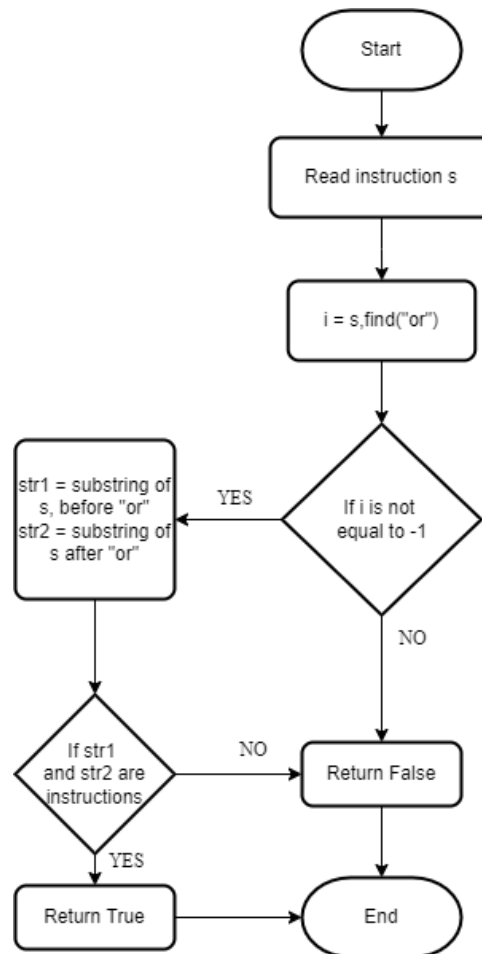 Start
Read instruction s
i = s,find("or")
If i is not
equal to -1
YES
str1 = substring of
s, before "or"
str2 = substring of
s after "or"
NO
If str1
and str2 are
instructions
NO
Return False
YES
Return True
End